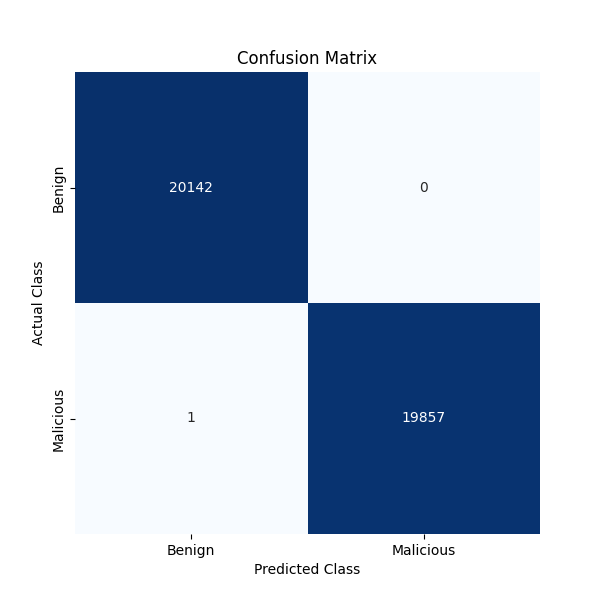 Confusion Matrix
Actual Class
Benign
20142
0
Malicious
1
19857
Benign
Malicious
Predicted Class